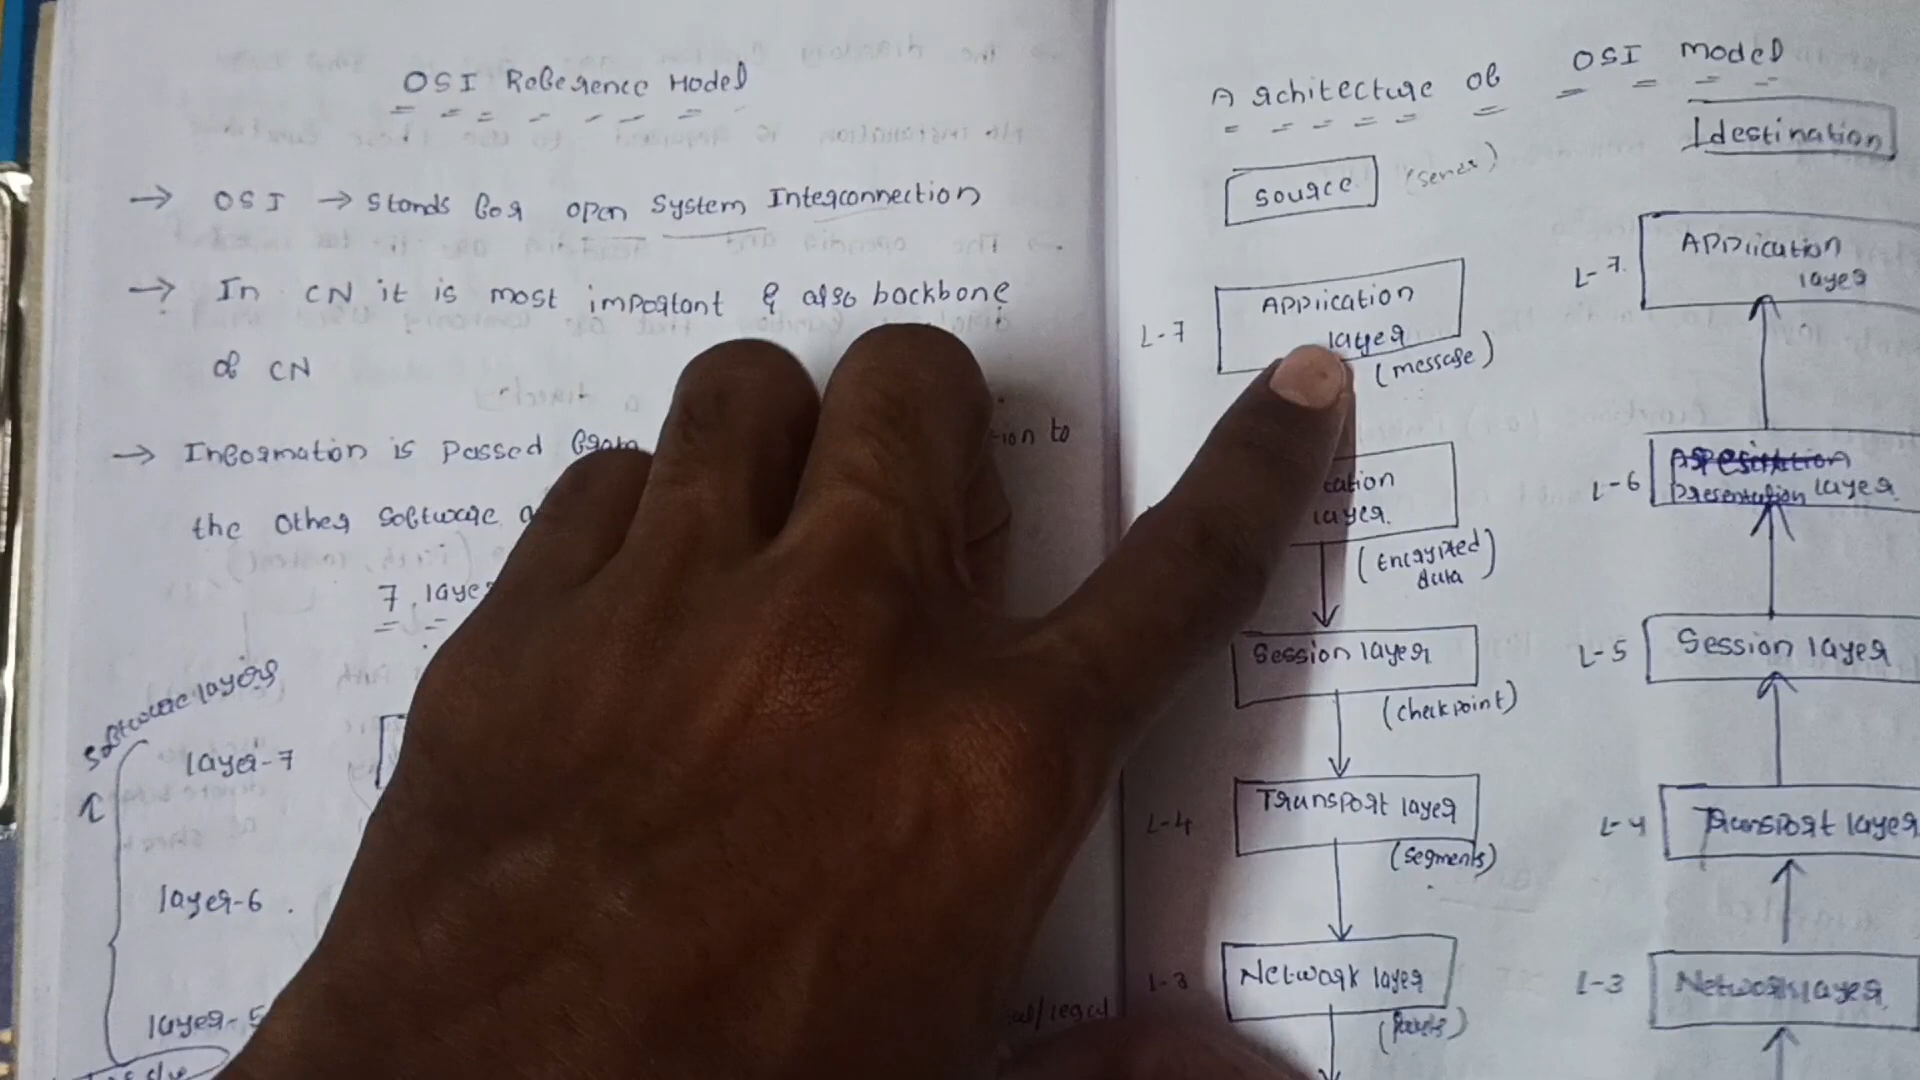 OSI Reference Model
→ OSI → Stands for open System Interconnection
→ In CN it is most important & also backbone
of CN
→ Information is passed from
tion to
the other software
7 layer
software layers
layer-7
layer-6
layer-5
Architecture of OSI model
source
destination
L-7
Application
layer
(message)
cation
layer
(Encrypted
data
Session layer
(checkpoint)
L-4
Transport layer
(segments)
L-3
Network layer
L-7
Application
layer
L-6
Presentation layer
L-5
Session layer
L-4
Transport layer
L-3
Network layer